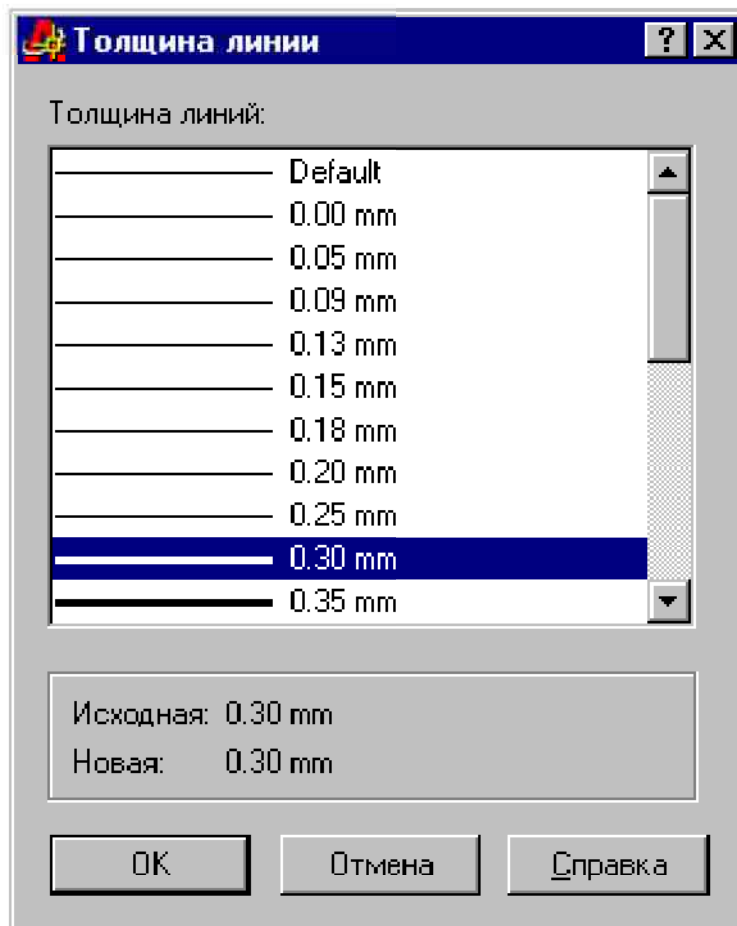 Толщина линии
Толщина линий:
Default
0.00 mm
0.05 mm
0.09 mm
0.13 mm
0.15 mm
0.18 mm
0.20 mm
0.25 mm
0.30 mm
0.35 mm
Исходная: 0.30 mm
Новая: 0.30 mm
OK Отмена Справка